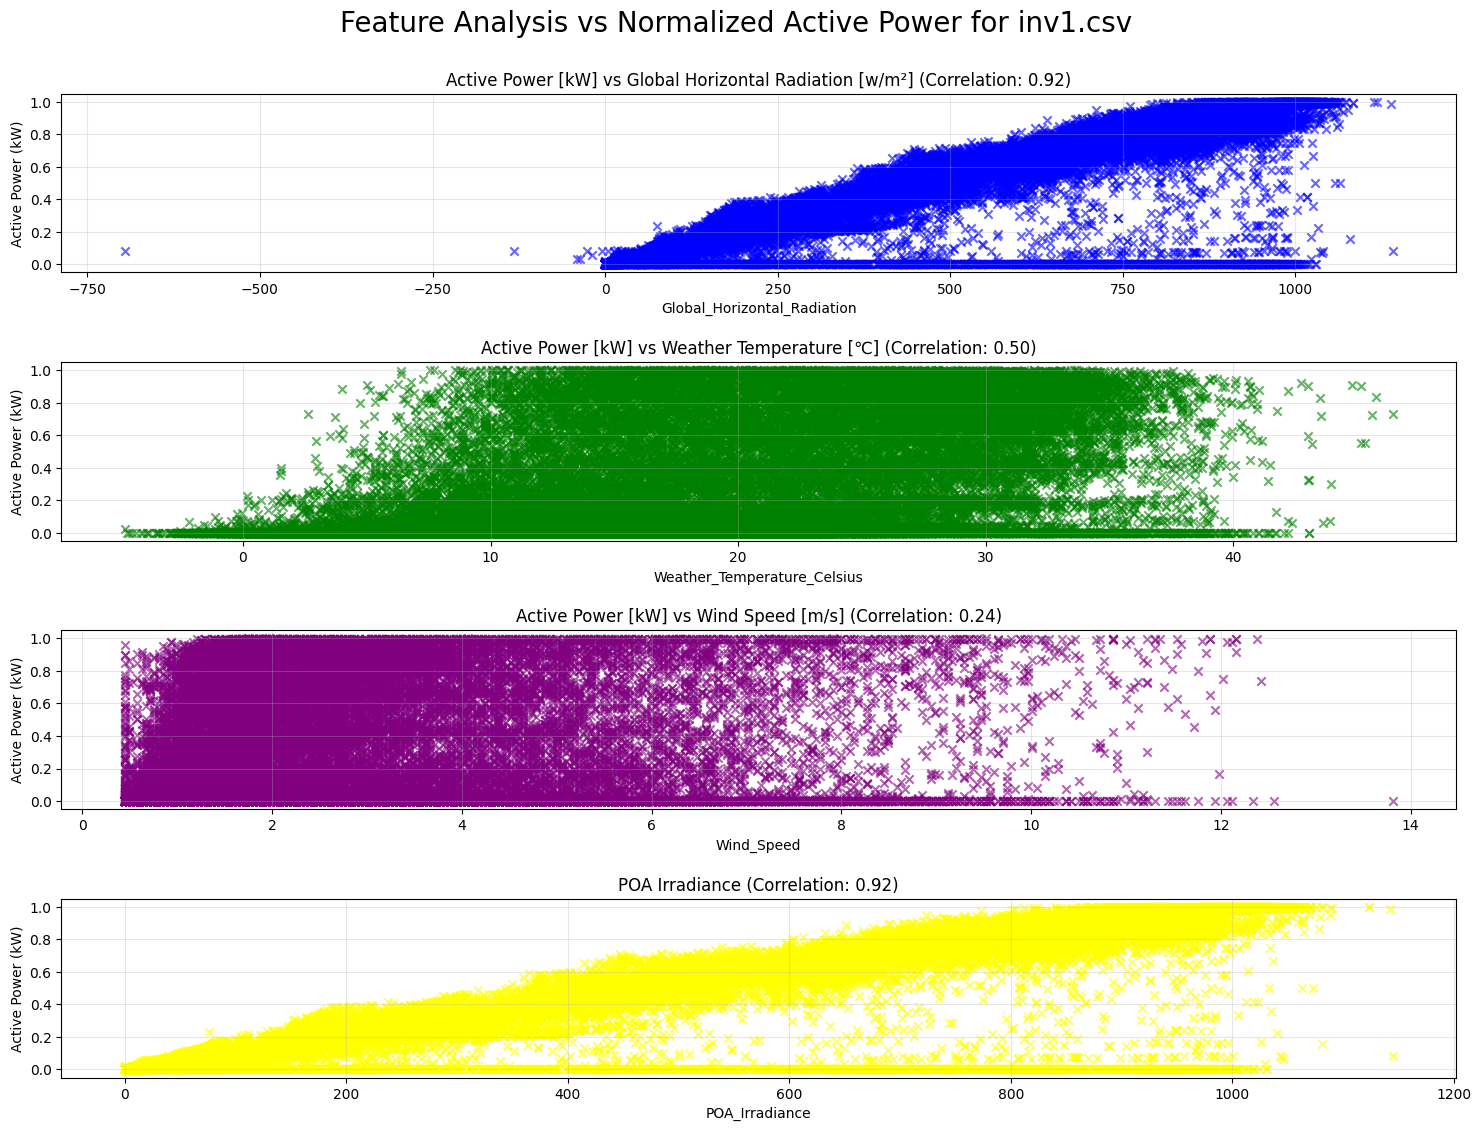 Feature Analysis vs Normalized Active Power for inv1.csv
Active Power [kW] vs Global Horizontal Radiation [w/m²] (Correlation: 0.92)
Active Power (kW)
1.0
0.8
0.6
0.4
0.2
0.0
−750 −500 −250 0 250 500 750 1000
Global_Horizontal_Radiation
Active Power [kW] vs Weather Temperature [℃] (Correlation: 0.50)
Active Power (kW)
1.0
0.8
0.6
0.4
0.2
0.0
0 10 20 30 40
Weather_Temperature_Celsius
Active Power [kW] vs Wind Speed [m/s] (Correlation: 0.24)
Active Power (kW)
1.0
0.8
0.6
0.4
0.2
0.0
0 2 4 6 8 10 12 14
Wind_Speed
POA Irradiance (Correlation: 0.92)
Active Power (kW)
1.0
0.8
0.6
0.4
0.2
0.0
0 200 400 600 800 1000 1200
POA_Irradiance